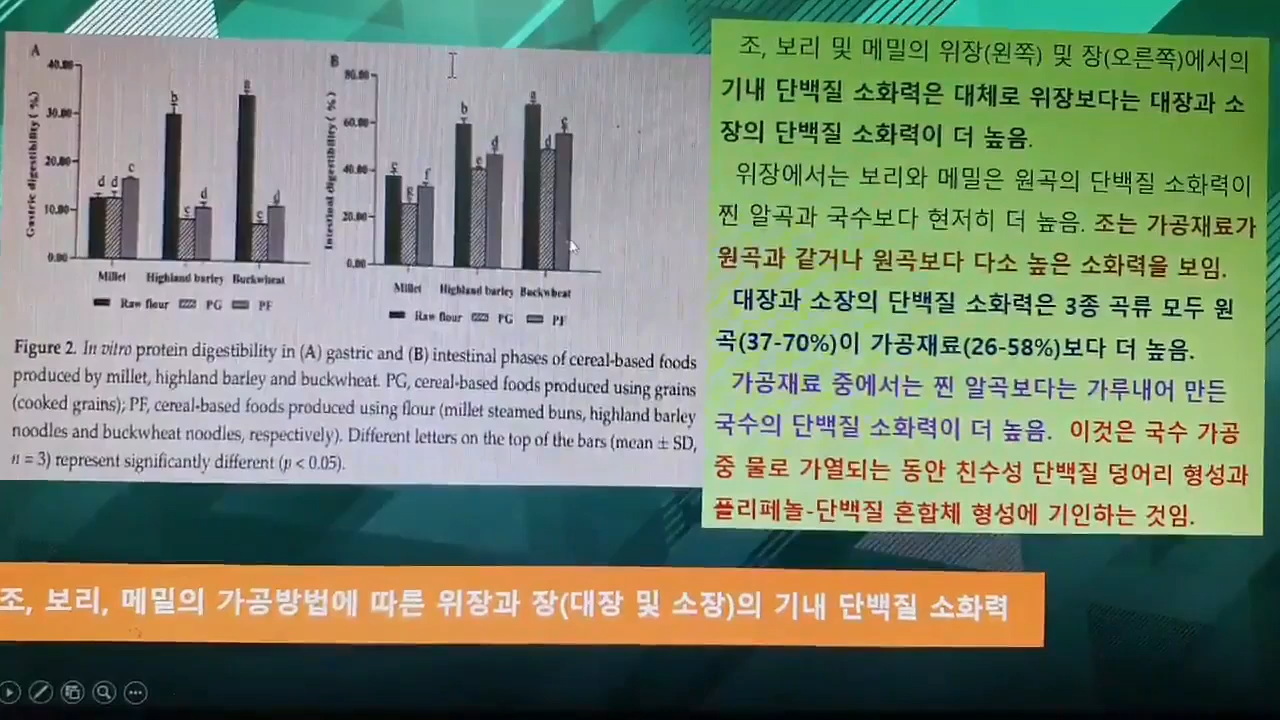 A
40.00
30.00
20.00
10.00
0.00
Gastric digestibility (%)
d d c
b c d
a c d
Millet Highland barley Buckwheat
Raw flour PG PF
B
80.00
60.00
40.00
20.00
0.00
Intestinal digestibility (%)
g f
b e d
a d c
Millet Highland barley Buckwheat
Raw flour PG PF
Figure 2. In vitro protein digestibility in (A) gastric and (B) intestinal phases of cereal-based foods
produced by millet, highland barley and buckwheat. PG, cereal-based foods produced using grains
(cooked grains); PF, cereal-based foods produced using flour (millet steamed buns, highland barley
noodles and buckwheat noodles, respectively). Different letters on the top of the bars (mean ± SD,
n = 3) represent significantly different (p < 0.05).
조, 보리 및 메밀의 위장(왼쪽) 및 장(오른쪽)에서의
기내 단백질 소화력은 대체로 위장보다는 대장과 소
장의 단백질 소화력이 더 높음.
위장에서는 보리와 메밀은 원곡의 단백질 소화력이
찐 알곡과 국수보다 현저히 더 높음. 조는 가공재료가
원곡과 같거나 원곡보다 다소 높은 소화력을 보임.
대장과 소장의 단백질 소화력은 3종 곡류 모두 원
곡(37-70%)이 가공재료(26-58%)보다 더 높음.
가공재료 중에서는 찐 알곡보다는 가루내어 만든
국수의 단백질 소화력이 더 높음. 이것은 국수 가공
중 물로 가열되는 동안 친수성 단백질 덩어리 형성과
폴리페놀-단백질 혼합체 형성에 기인하는 것임.
조, 보리, 메밀의 가공방법에 따른 위장과 장(대장 및 소장)의 기내 단백질 소화력